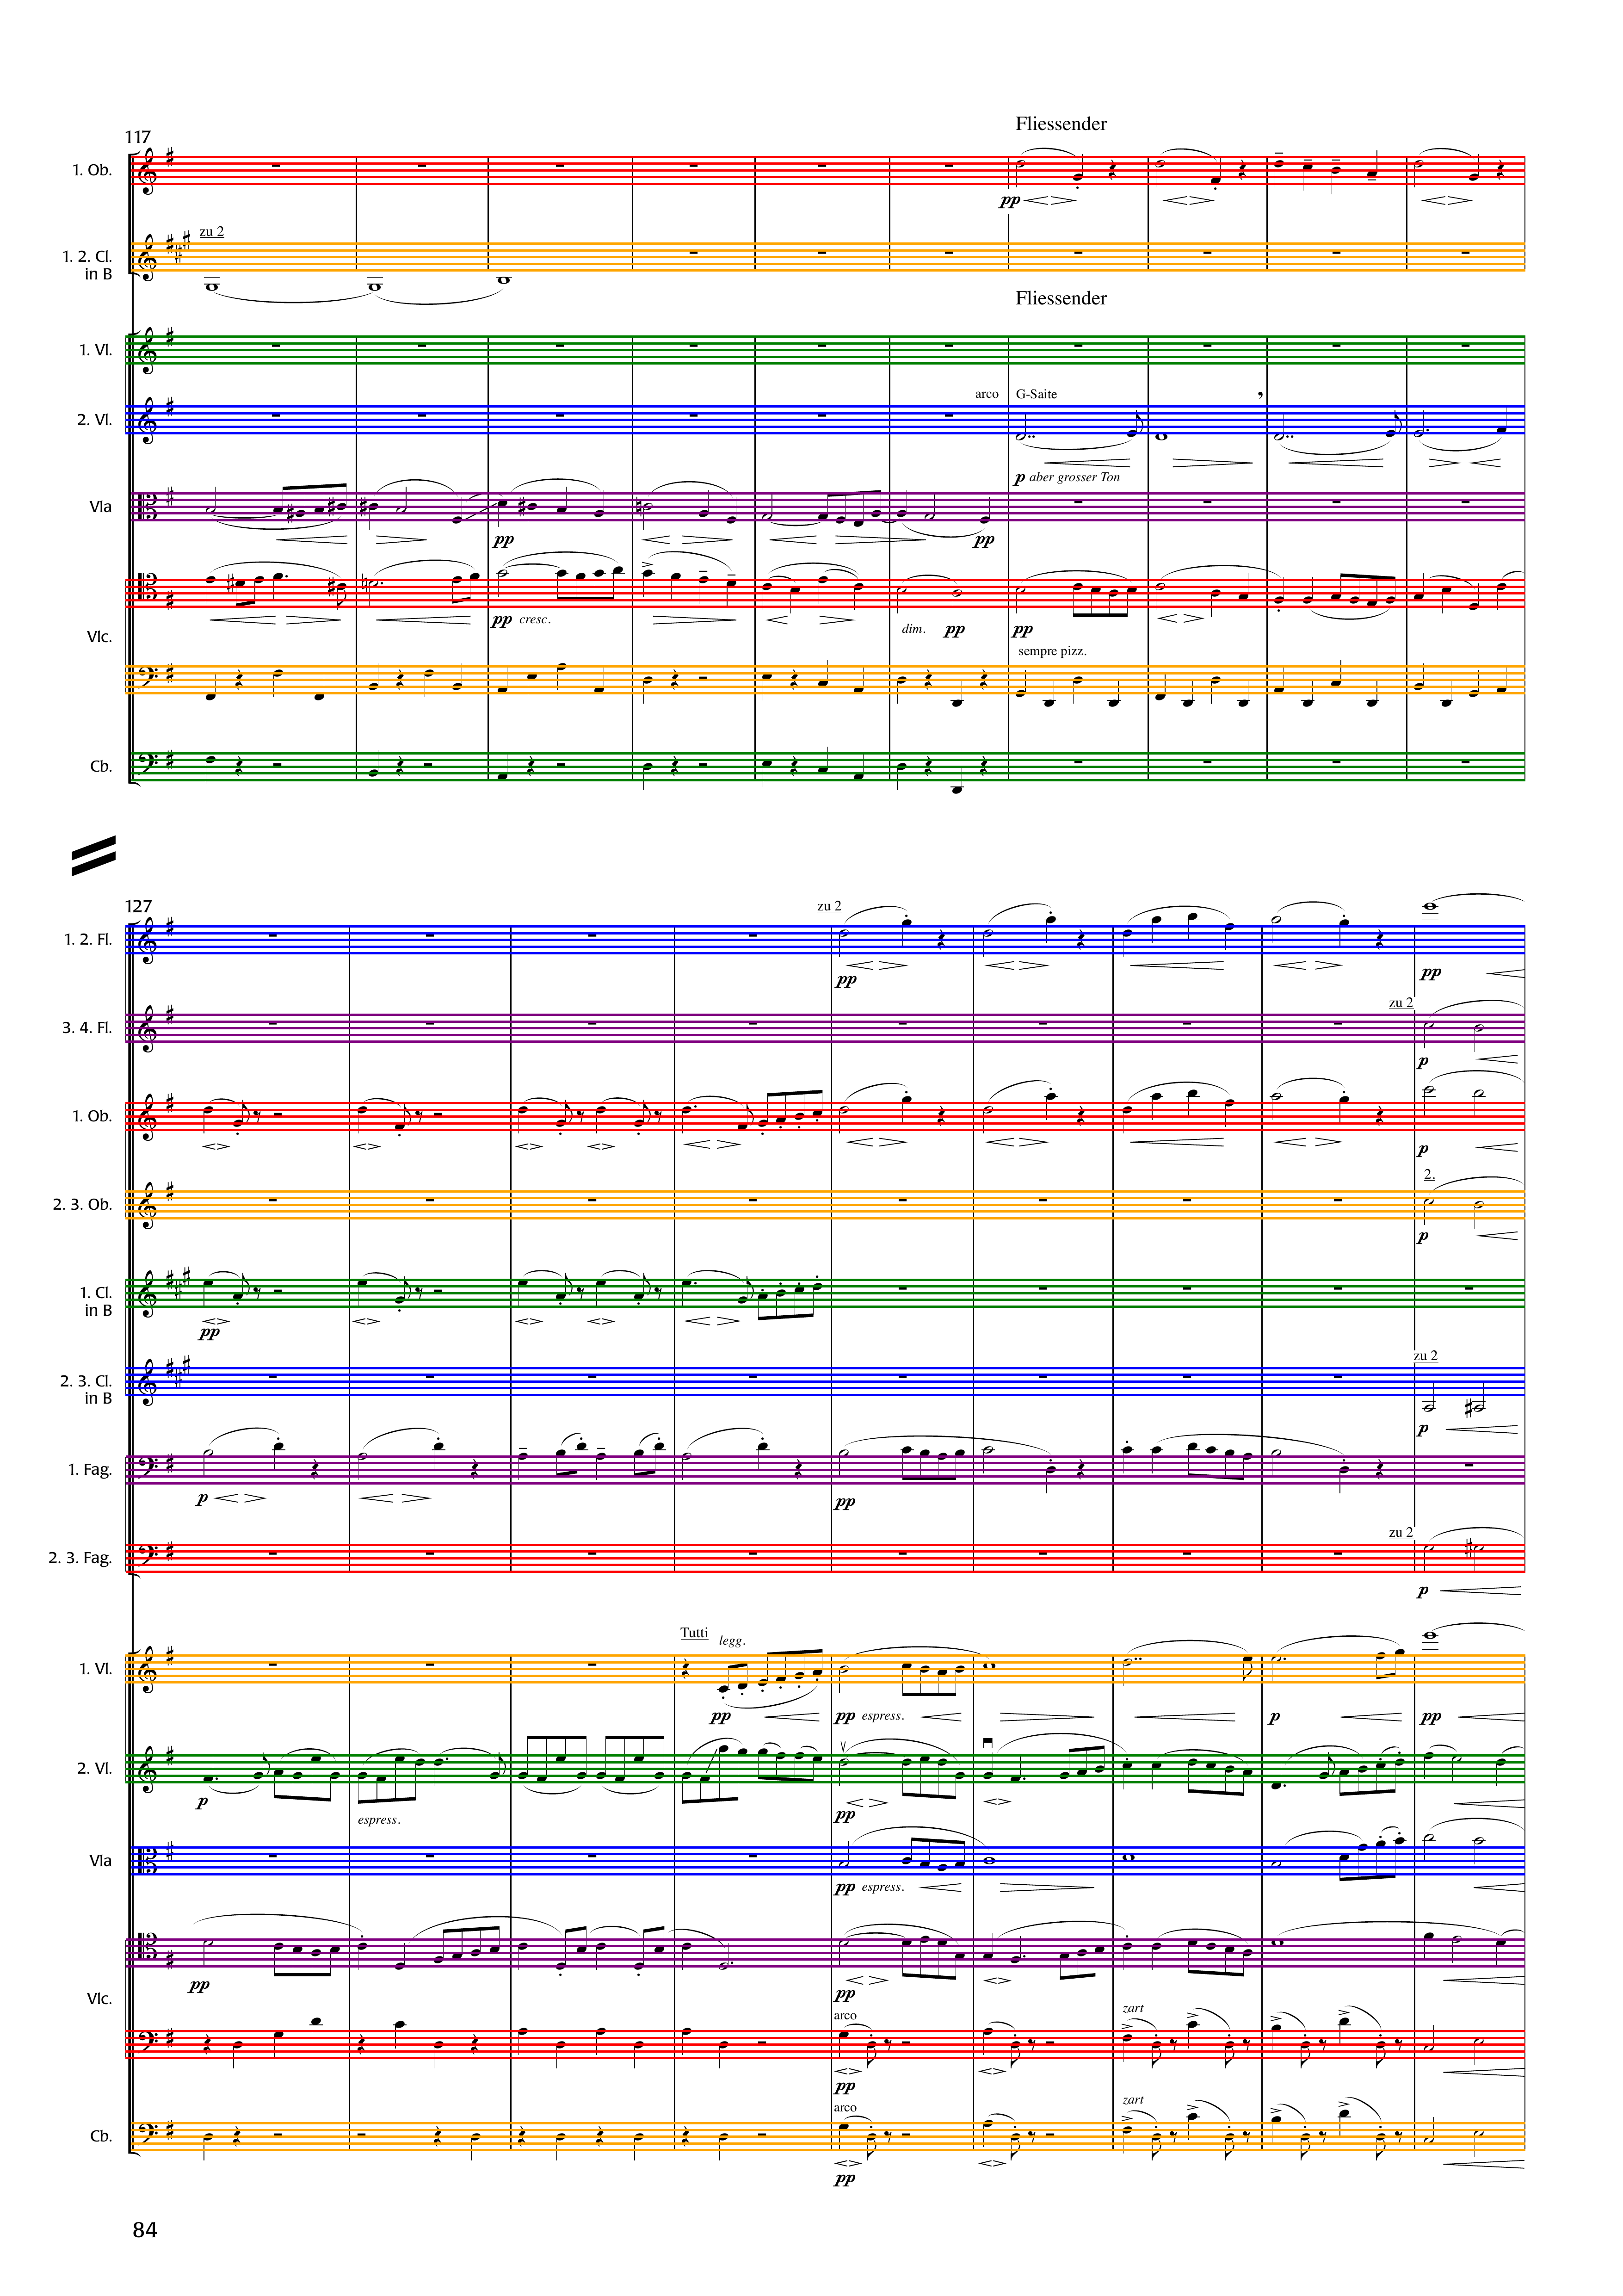 Fliessender
117
1. Ob.
pp
zu 2
1. 2. Cl.
in B
Fliessender
1. Vl.
arco G-Saite
2. Vl.
p aber grosser Ton
Vla
pp pp
pp cresc. dim. pp pp
Vlc.
sempre pizz.
Cb.
127
zu 2
1. 2. Fl.
pp pp
zu 2
3. 4. Fl.
p
1. Ob.
p
2.
2. 3. Ob.
p
1. Cl.
in B
pp
zu 2
2. 3. Cl.
in B
p
1. Fag.
p pp
zu 2
2. 3. Fag.
p
Tutti legg.
1. Vl.
pp pp espress. p pp
2. Vl.
p pp
espress.
Vla
pp espress.
pp pp
Vlc.
arco zart
pp
arco zart
Cb.
pp
84